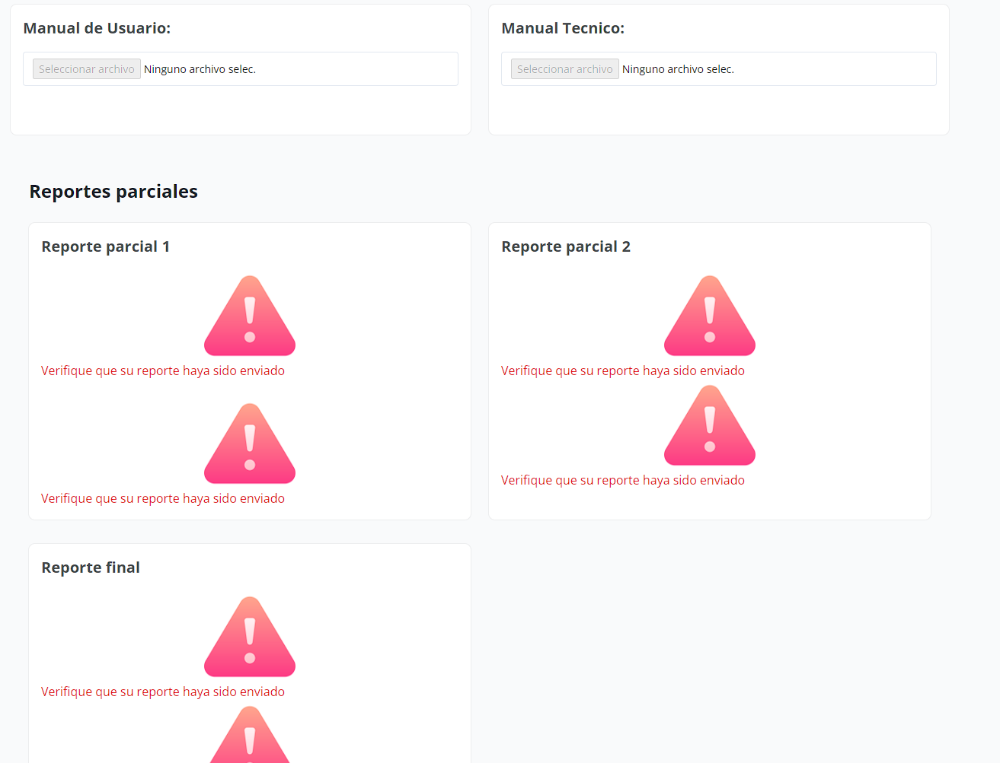 Manual de Usuario:
Seleccionar archivo Ninguno archivo selec.
Manual Tecnico:
Seleccionar archivo Ninguno archivo selec.
Reportes parciales
Reporte parcial 1
Verifique que su reporte haya sido enviado
Verifique que su reporte haya sido enviado
Reporte parcial 2
Verifique que su reporte haya sido enviado
Verifique que su reporte haya sido enviado
Reporte final
Verifique que su reporte haya sido enviado